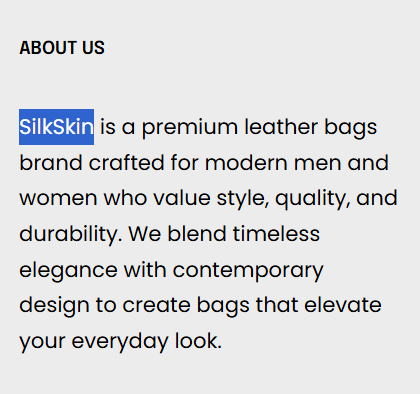 ABOUT US
SilkSkin is a premium leather bags
brand crafted for modern men and
women who value style, quality, and
durability. We blend timeless
elegance with contemporary
design to create bags that elevate
your everyday look.